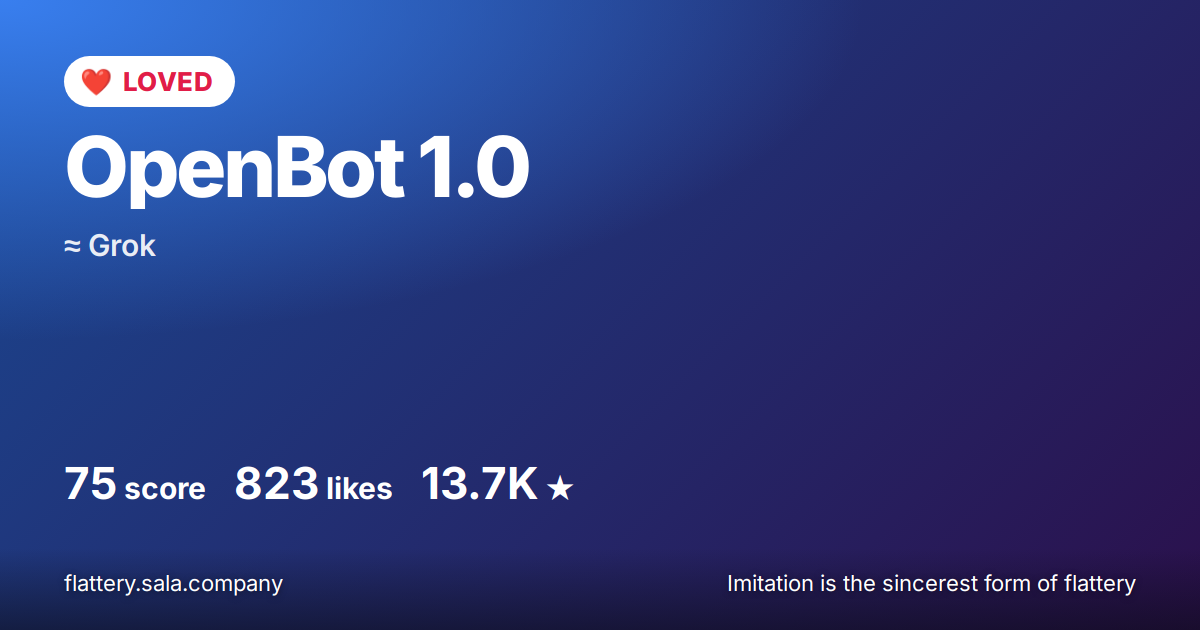 ❤️ LOVED
OpenBot 1.0
≈ Grok
75 score 823 likes 13.7K ★
flattery.sala.company
Imitation is the sincerest form of flattery